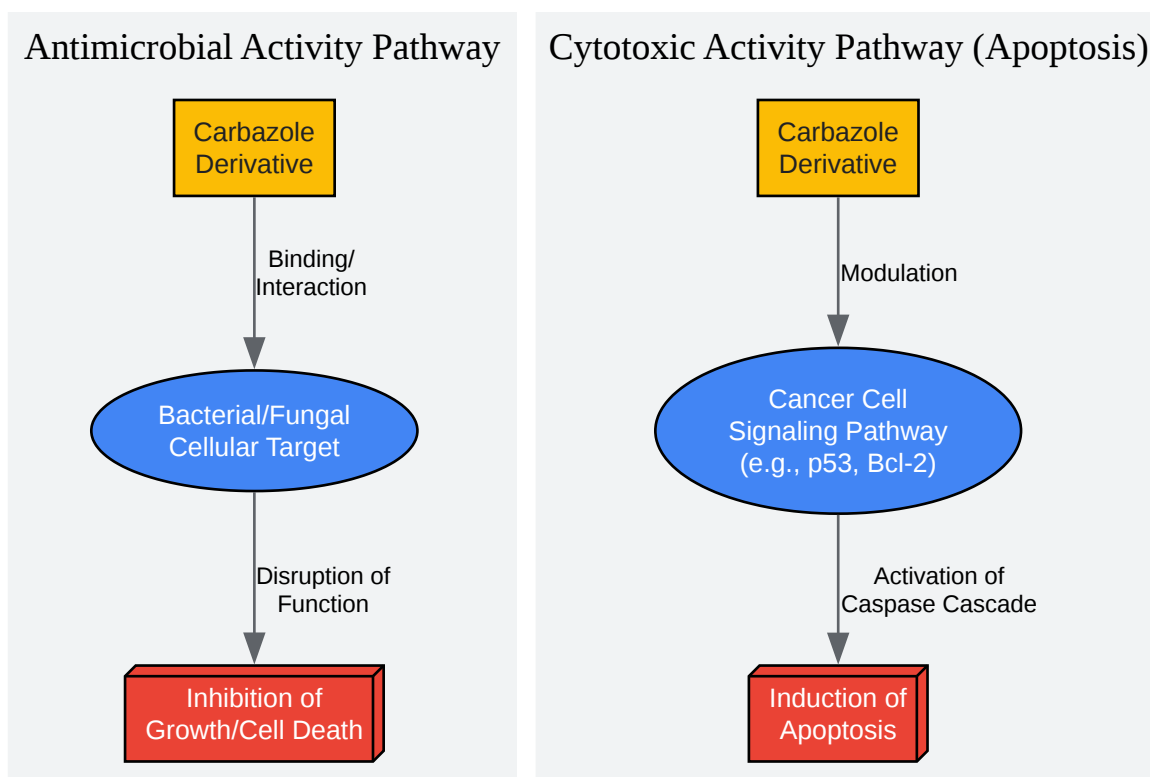 Antimicrobial Activity Pathway
Carbazole
Derivative
Binding/
Interaction
Bacterial/Fungal
Cellular Target
Disruption of
Function
Inhibition of
Growth/Cell Death
Cytotoxic Activity Pathway (Apoptosis)
Carbazole
Derivative
Modulation
Cancer Cell
Signaling Pathway
(e.g., p53, Bcl-2)
Activation of
Caspase Cascade
Induction of
Apoptosis